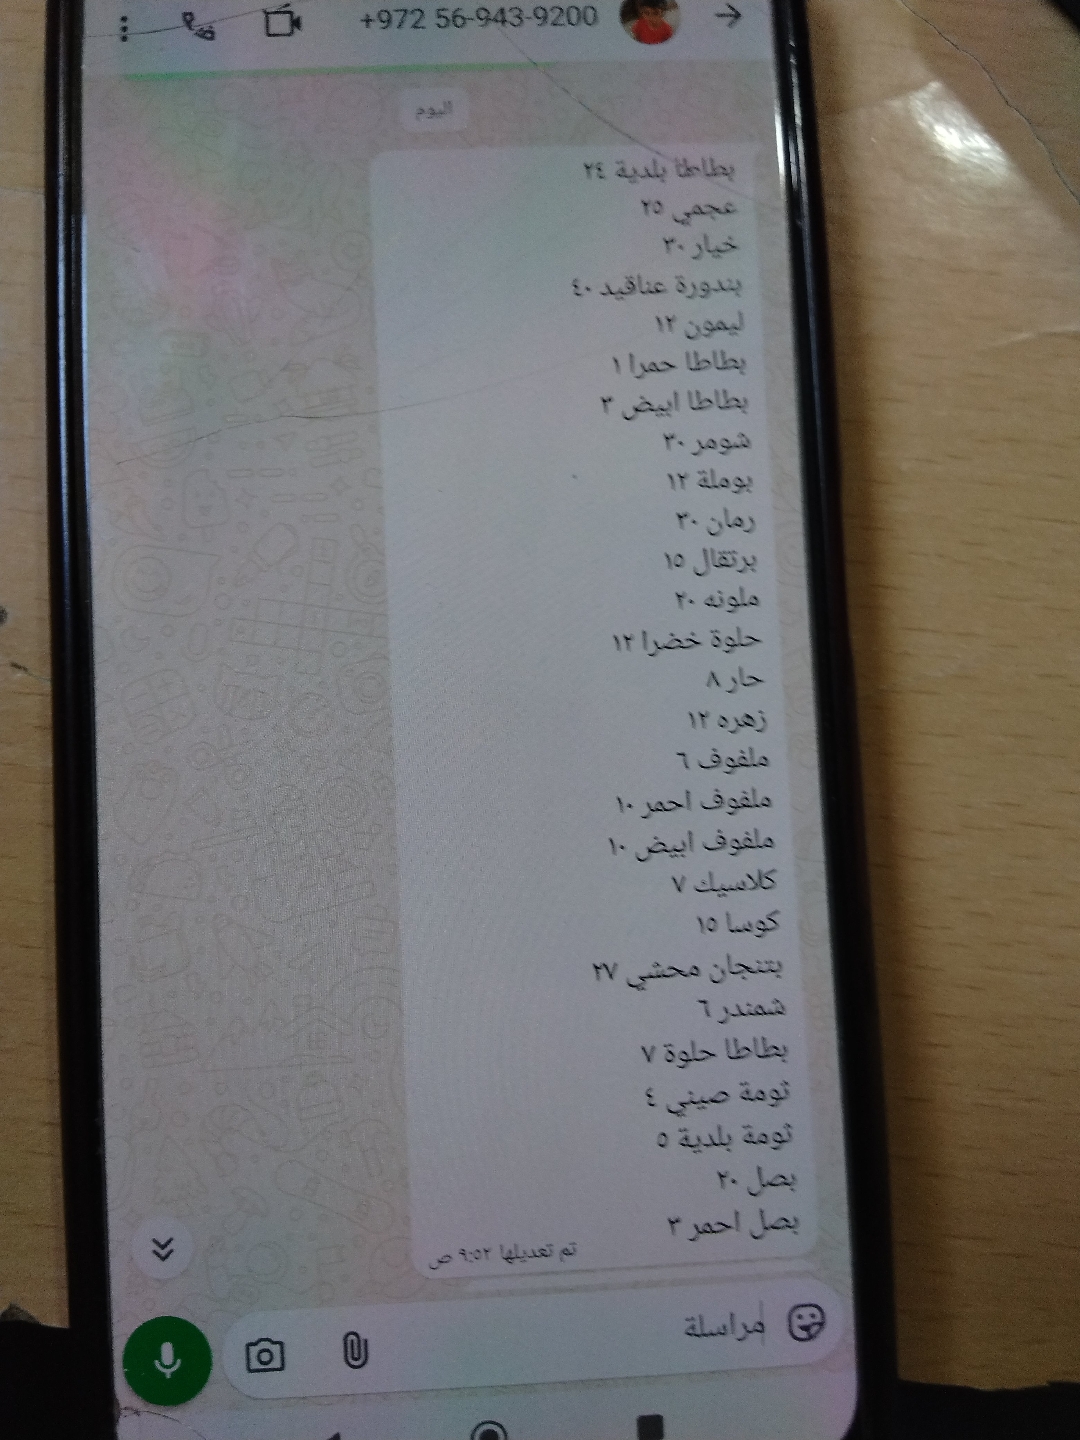 +972 56-943-9200
اليوم
بطاطا بلدية ٢٤
عجمي ٢٥
خيار ٣٠
بندورة عناقيد ٤٠
ليمون ١٢
بطاطا حمرا ١
بطاطا ابيض ٣
شومر ٣٠
بوملة ١٢
رمان ٣٠
برتقال ١٥
ملونه ٢٠
حلوة خضرا ١٢
حار ٨
زهره ١٢
ملفوف ٦
ملفوف احمر ١٠
ملفوف ابيض ١٠
كلاسيك ٧
كوسا ١٥
بتنجان محشي ٢٧
شمندر ٦
بطاطا حلوة ٧
ثومة صيني ٤
ثومة بلدية ٥
بصل ٢٠
بصل احمر ٣
تم تعديلها ٩:٥٢ ص
مراسلة